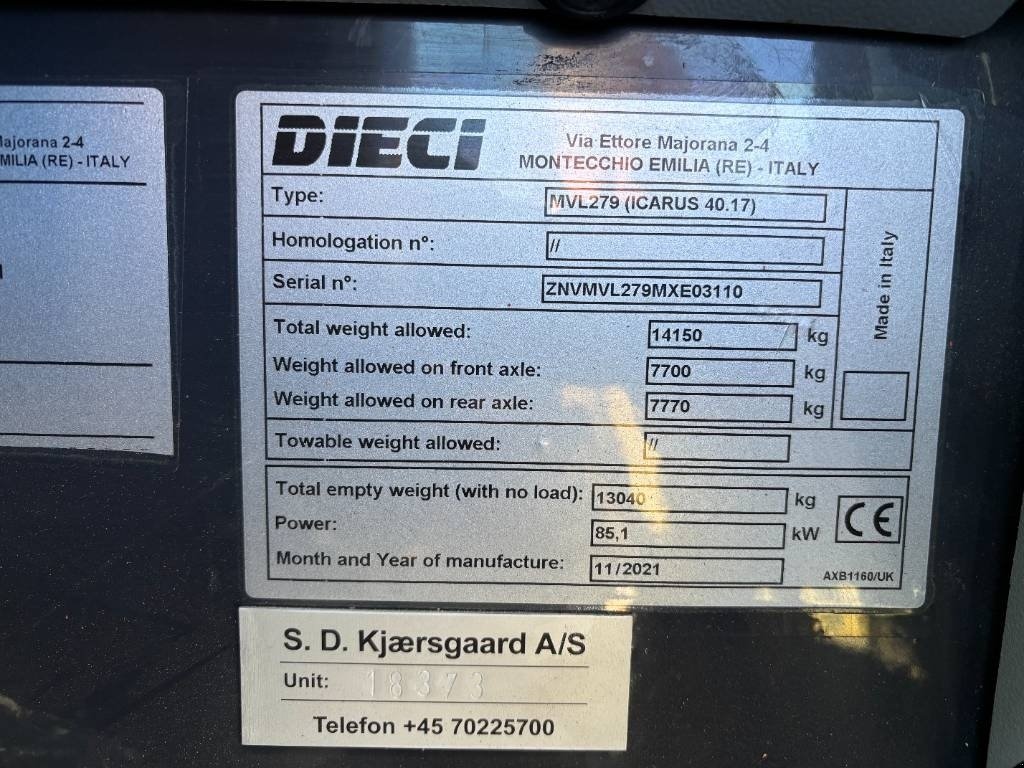 ajorana 2-4
MILIA (RE) - ITALY
DIECI
Via Ettore Majorana 2-4
MONTECCHIO EMILIA (RE) - ITALY
Type: MVL279 (ICARUS 40.17)
Homologation n°: //
Serial n°: ZNVMVL279MXE03110
Made in Italy
Total weight allowed: 14150 kg
Weight allowed on front axle: 7700 kg
Weight allowed on rear axle: 7770 kg
Towable weight allowed: //
Total empty weight (with no load): 13040 kg
Power: 85,1 kW
CE
Month and Year of manufacture: 11/2021
AXB1160/UK
S. D. Kjærsgaard A/S
Unit: 18373
Telefon +45 70225700